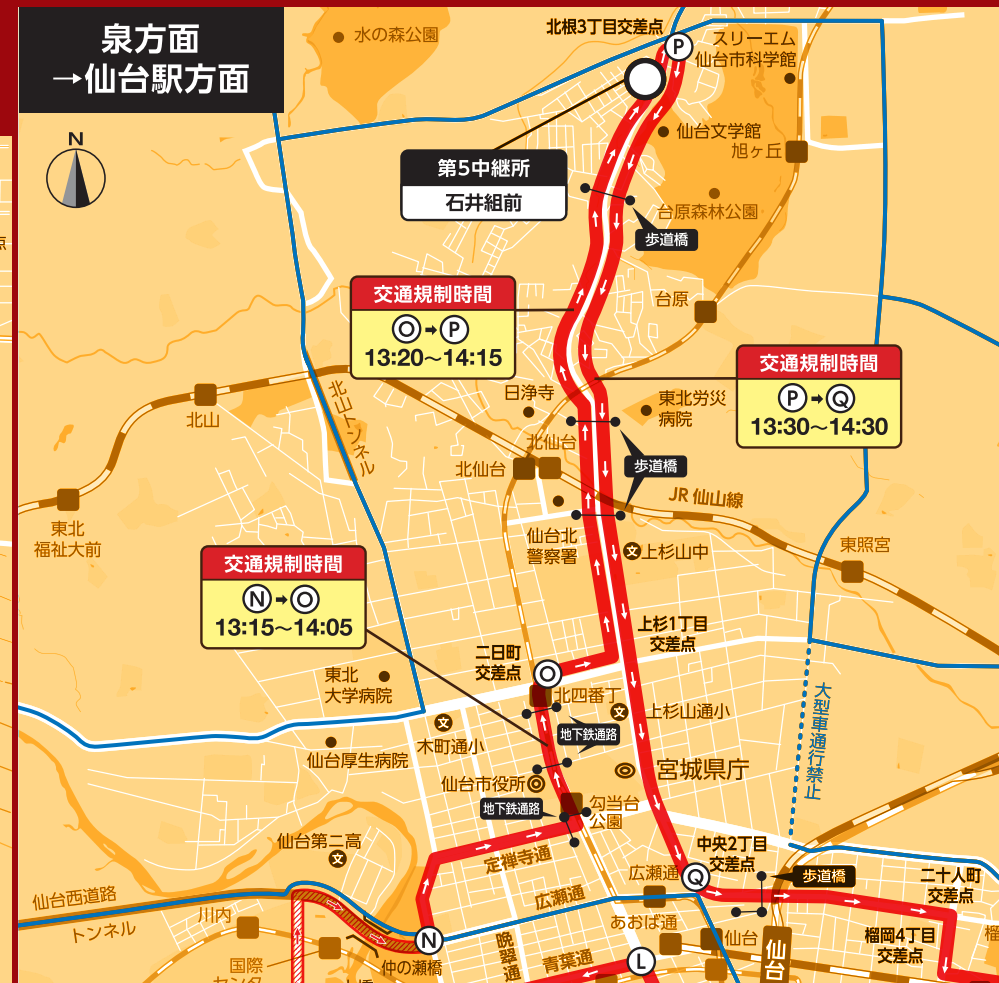 泉方面
→仙台駅方面
N
水の森公園
北根3丁目交差点
P
スリーエム
仙台市科学館
仙台文学館
旭ヶ丘
第5中継所
石井組前
台原森林公園
歩道橋
台原
交通規制時間
O→P
13:20〜14:15
交通規制時間
P→Q
13:30〜14:30
北山
北山トンネル
日浄寺
東北労災
病院
北仙台
北仙台
歩道橋
JR 仙山線
東北
福祉大前
仙台北
警察署
文上杉山中
東照宮
交通規制時間
N→O
13:15〜14:05
上杉1丁目
交差点
二日町
交差点
O
東北
大学病院
北四番丁
文
上杉山通小
大型車通行禁止
文
木町通小
地下鉄通路
仙台厚生病院
仙台市役所
宮城県庁
地下鉄通路
勾当台
公園
仙台第二高
文
定禅寺通
中央2丁目
交差点
広瀬通
Q
歩道橋
二十人町
交差点
仙台西道路
トンネル
川内
広瀬通
あおば通
仙台
仙台
榴岡4丁目
交差点
榴
N
仲の瀬橋
晩翠通
青葉通
L
国際
センタ